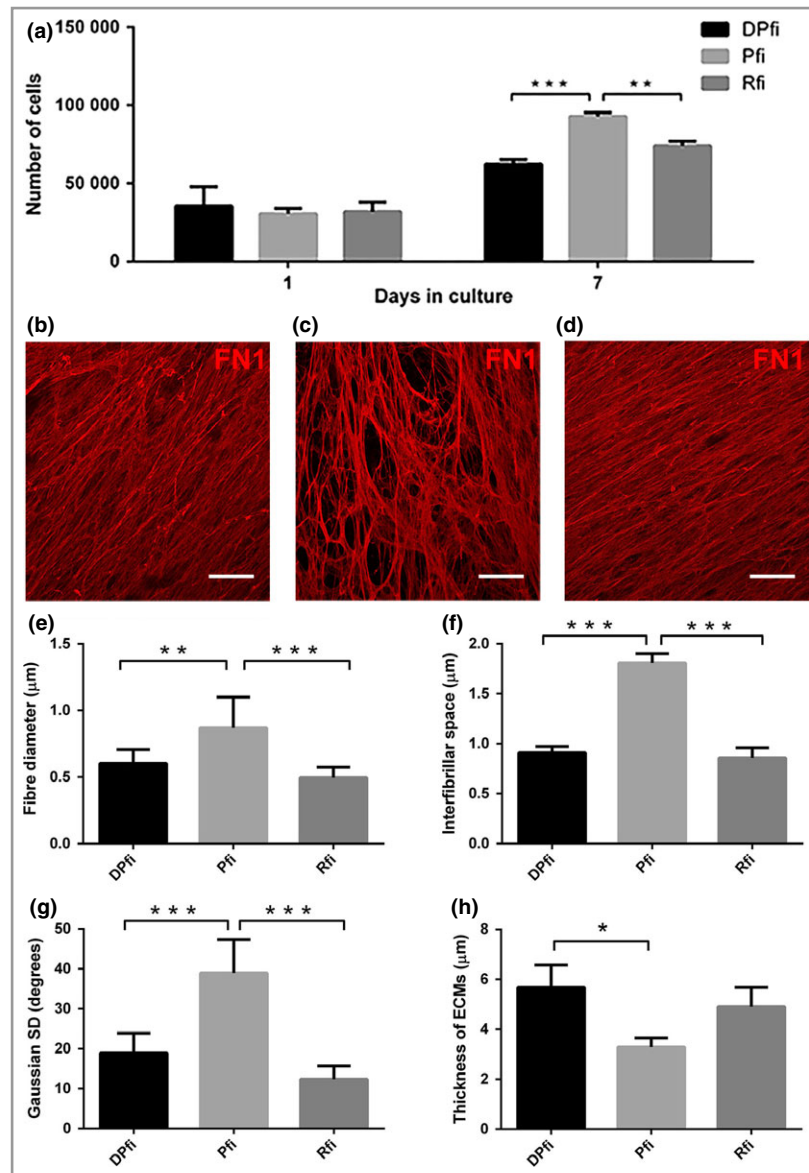 (a)
150 000
100 000
50 000
0
Number of cells
DPfi
Pfi
Rfi
*** **
1 7
Days in culture
(b) (c) (d)
FN1 FN1 FN1
(e)
1.5
1.0
0.5
0.0
Fibre diameter (μm)
** ***
DPfi Pfi Rfi
(f)
2.0
1.5
1.0
0.5
0.0
Interfibrillar space (μm)
*** ***
DPfi Pfi Rfi
(g)
50
40
30
20
10
0
Gaussian SD (degrees)
*** ***
DPfi Pfi Rfi
(h)
8
6
4
2
0
Thickness of ECMs (μm)
*
DPfi Pfi Rfi